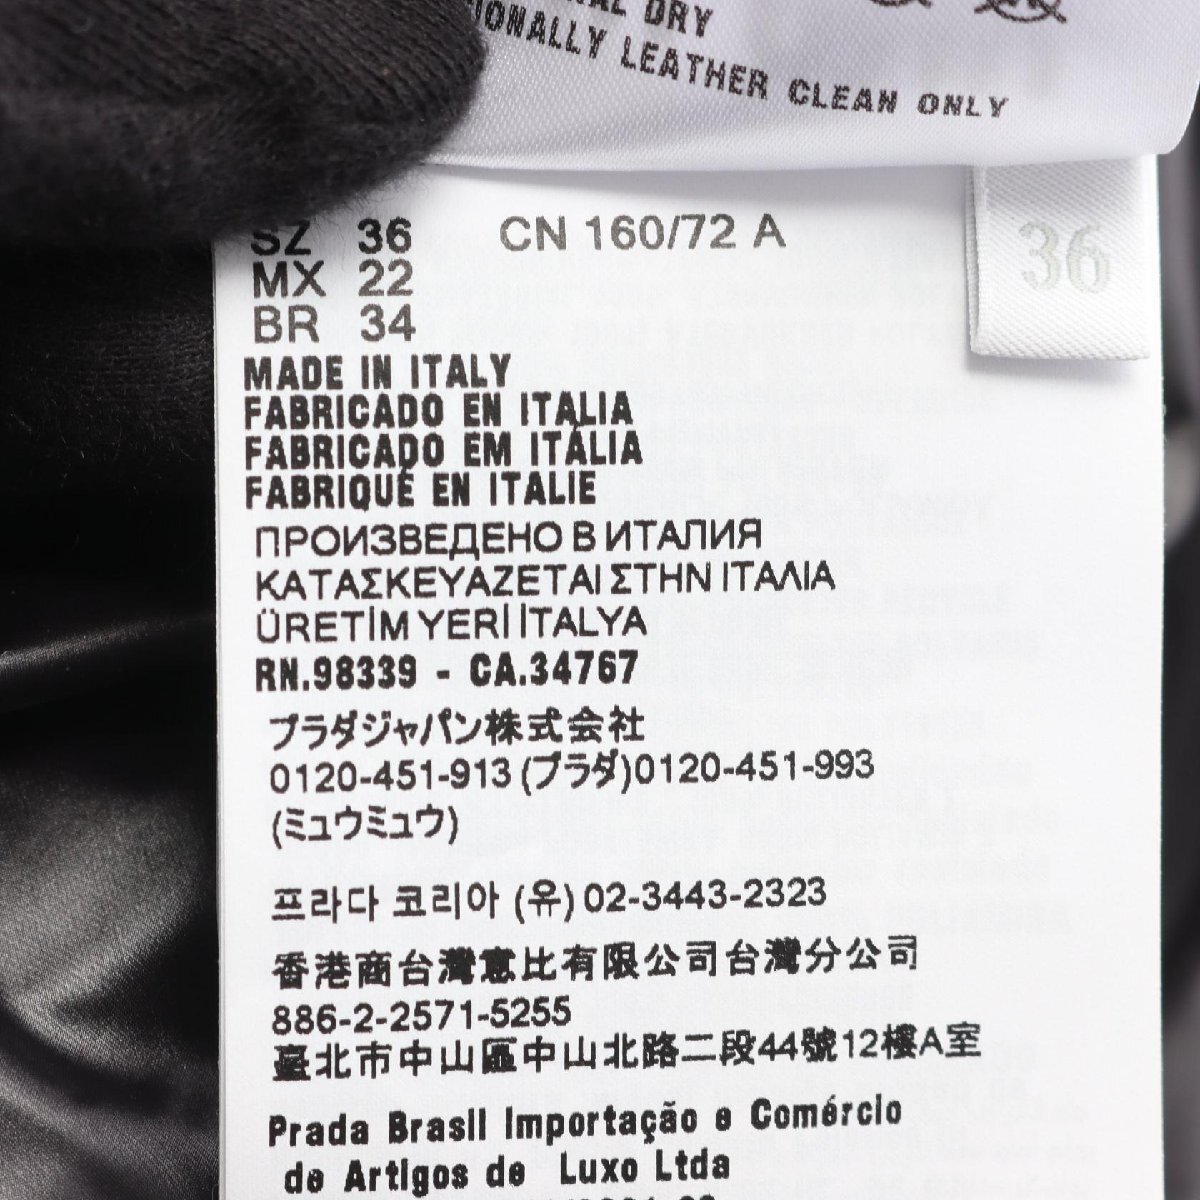 DRY
LEATHER CLEAN ONLY
36
SZ 36 CN 160/72 A
MX 22
BR 34
MADE IN ITALY
FABRICADO EN ITALIA
FABRICADO EM ITÁLIA
FABRIQUÉ EN ITALIE
ПРОИЗВЕДЕНО В ИТАЛИЯ
ΚΑΤΑΣΚΕΥΑΖΕΤΑΙ ΣΤΗΝ ΙΤΑΛΙΑ
ÜRETİM YERİ İTALYA
RN.98339 - CA.34767
プラダジャパン株式会社
0120-451-913 (プラダ)0120-451-993
(ミュウミュウ)
프라다 코리아 (유) 02-3443-2323
香港商台灣意比有限公司台灣分公司
886-2-2571-5255
臺北市中山區中山北路二段44號12樓A室
Prada Brasil Importação e Comércio
de Artigos de Luxo Ltda